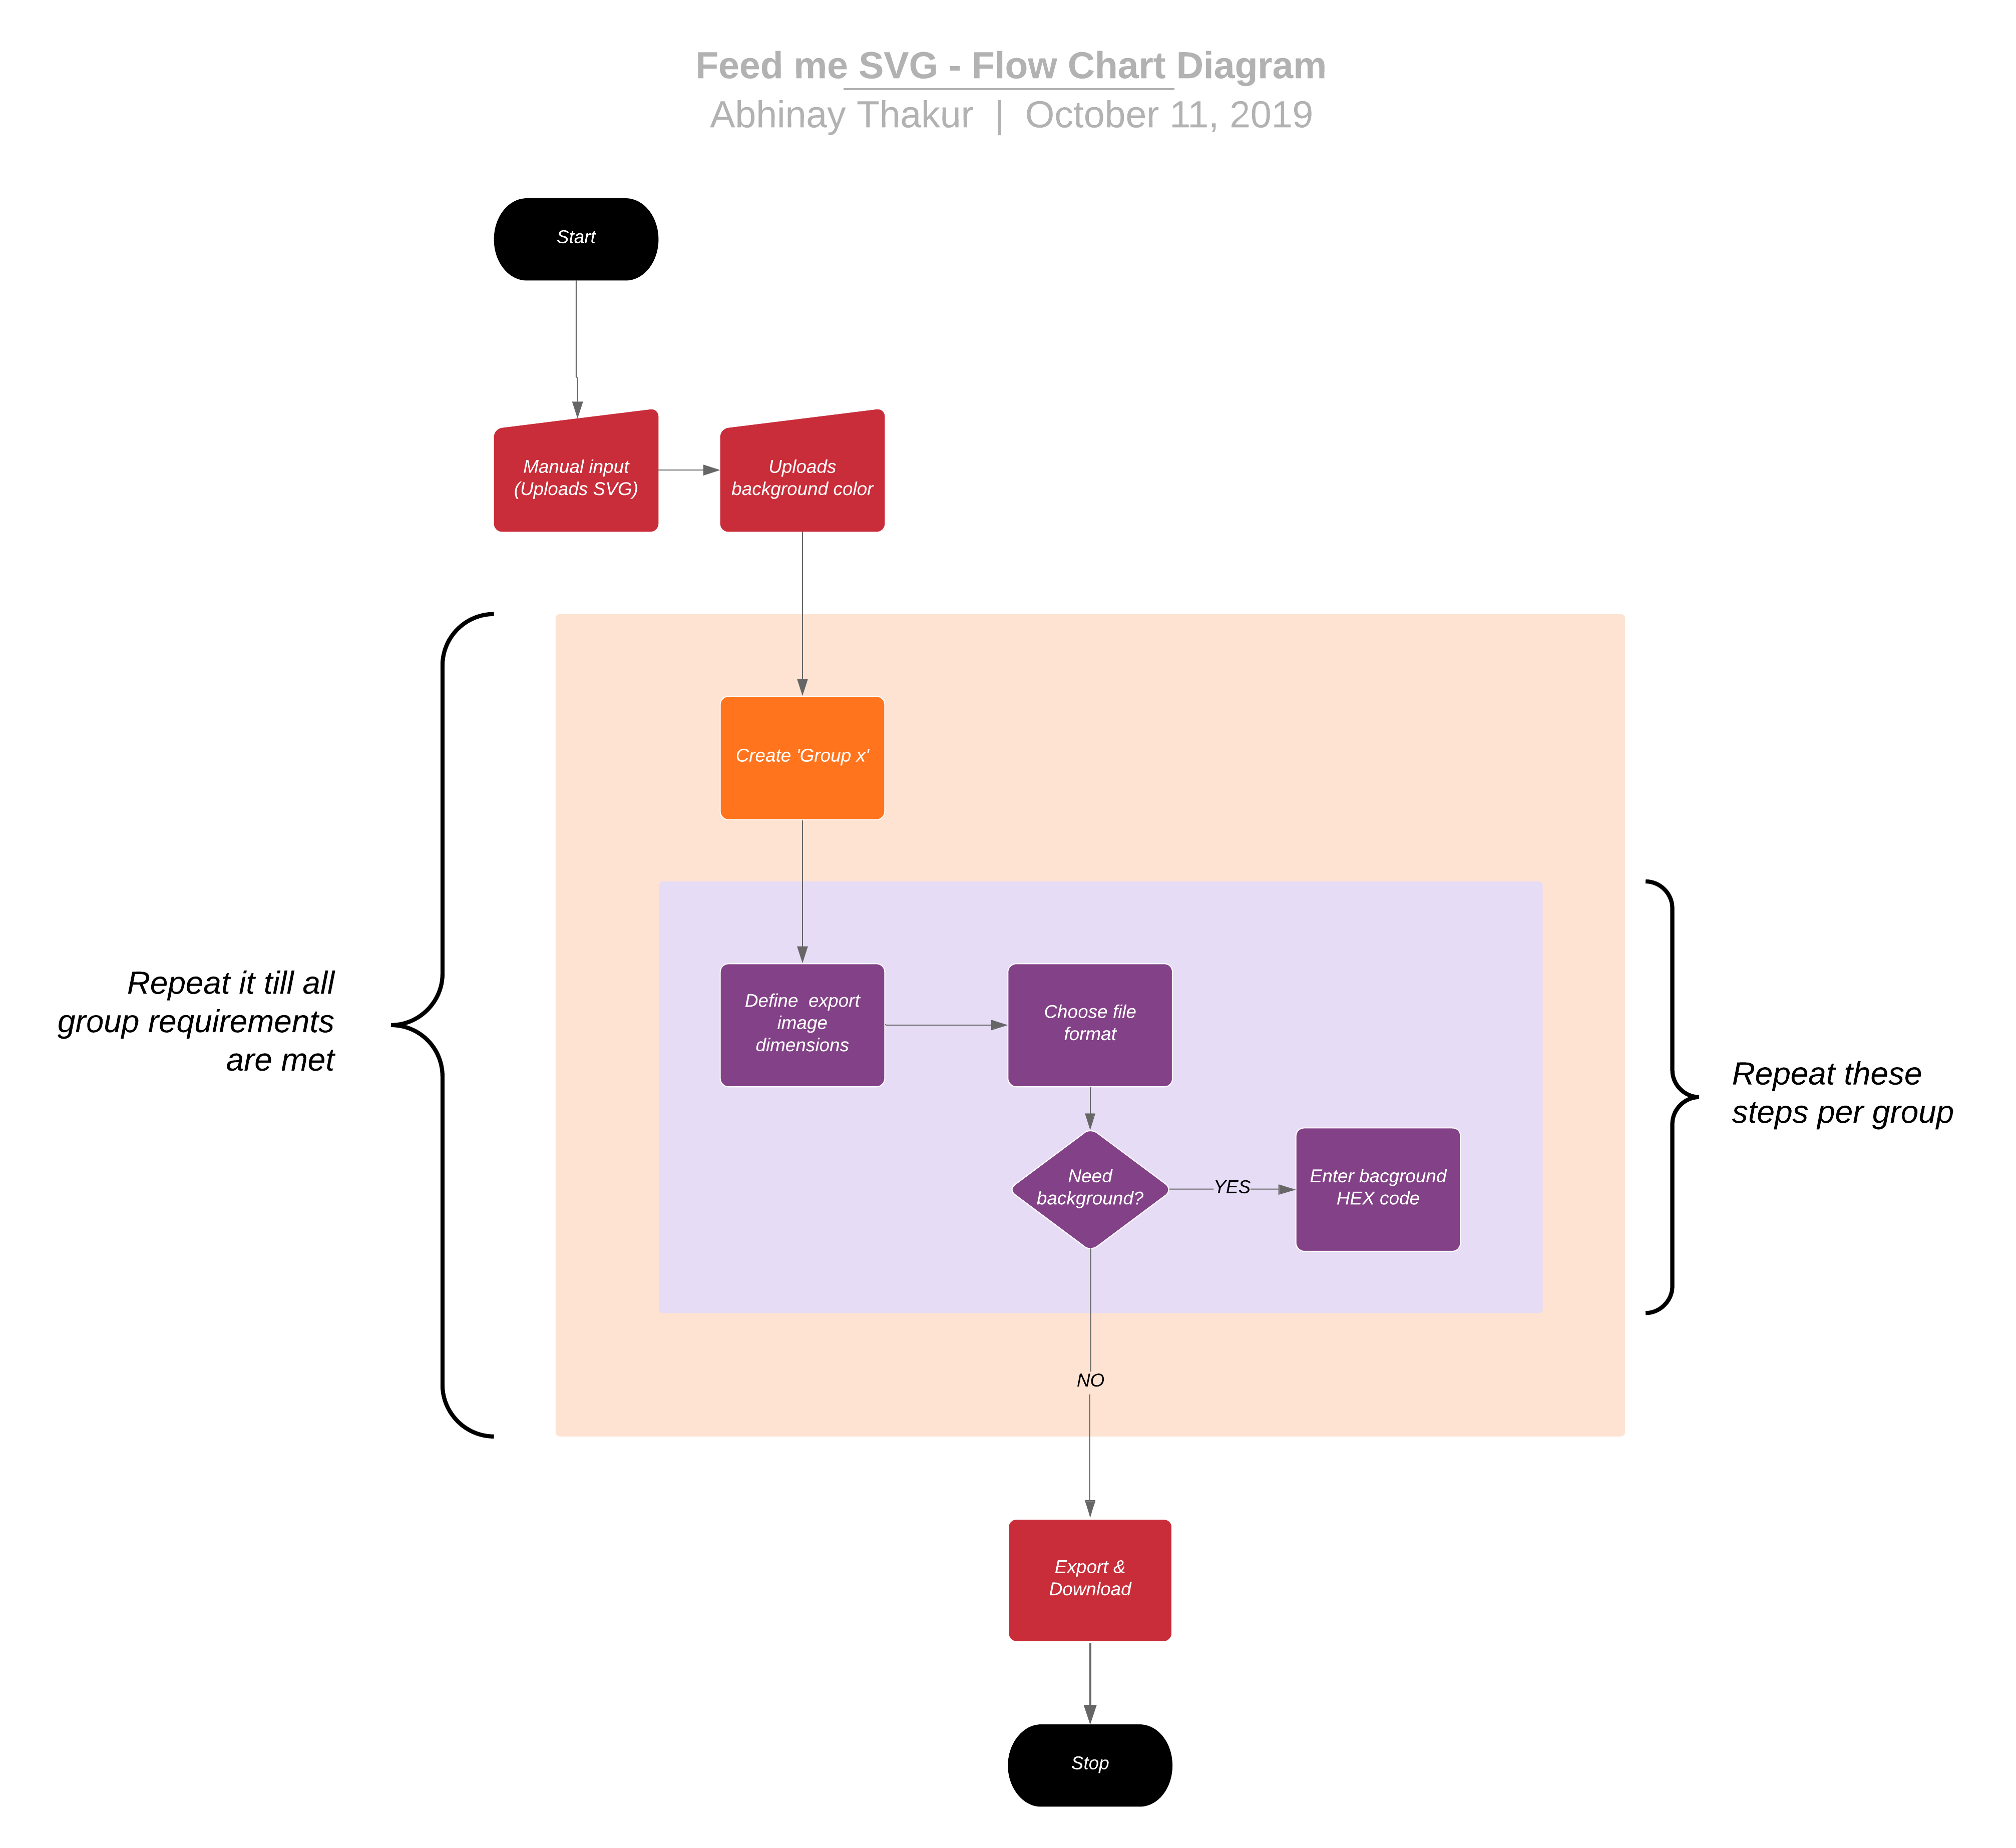 Feed me SVG - Flow Chart Diagram
Abhinay Thakur | October 11, 2019
Start
Manual input
(Uploads SVG)
Uploads
background color
Create 'Group x'
Repeat it till all
group requirements
are met
Define export
image
dimensions
Choose file
format
Need
background?
YES
Enter bacground
HEX code
Repeat these
steps per group
NO
Export &
Download
Stop